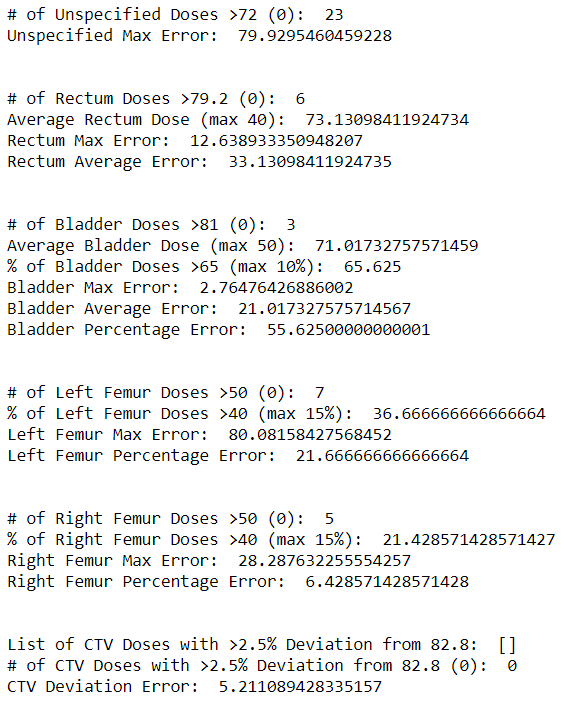 # of Unspecified Doses >72 (0):  23
Unspecified Max Error:  79.9295460459228
# of Rectum Doses >79.2 (0):  6
Average Rectum Dose (max 40):  73.13098411924734
Rectum Max Error:  12.638933350948207
Rectum Average Error:  33.13098411924735
# of Bladder Doses >81 (0):  3
Average Bladder Dose (max 50):  71.01732757571459
% of Bladder Doses >65 (max 10%):  65.625
Bladder Max Error:  2.76476426886002
Bladder Average Error:  21.017327575714567
Bladder Percentage Error:  55.62500000000001
# of Left Femur Doses >50 (0):  7
% of Left Femur Doses >40 (max 15%):  36.666666666666664
Left Femur Max Error:  80.08158427568452
Left Femur Percentage Error:  21.666666666666664
# of Right Femur Doses >50 (0):  5
% of Right Femur Doses >40 (max 15%):  21.428571428571427
Right Femur Max Error:  28.287632255554257
Right Femur Percentage Error:  6.428571428571428
List of CTV Doses with >2.5% Deviation from 82.8:  []
# of CTV Doses with >2.5% Deviation from 82.8 (0):  0
CTV Deviation Error:  5.211089428335157